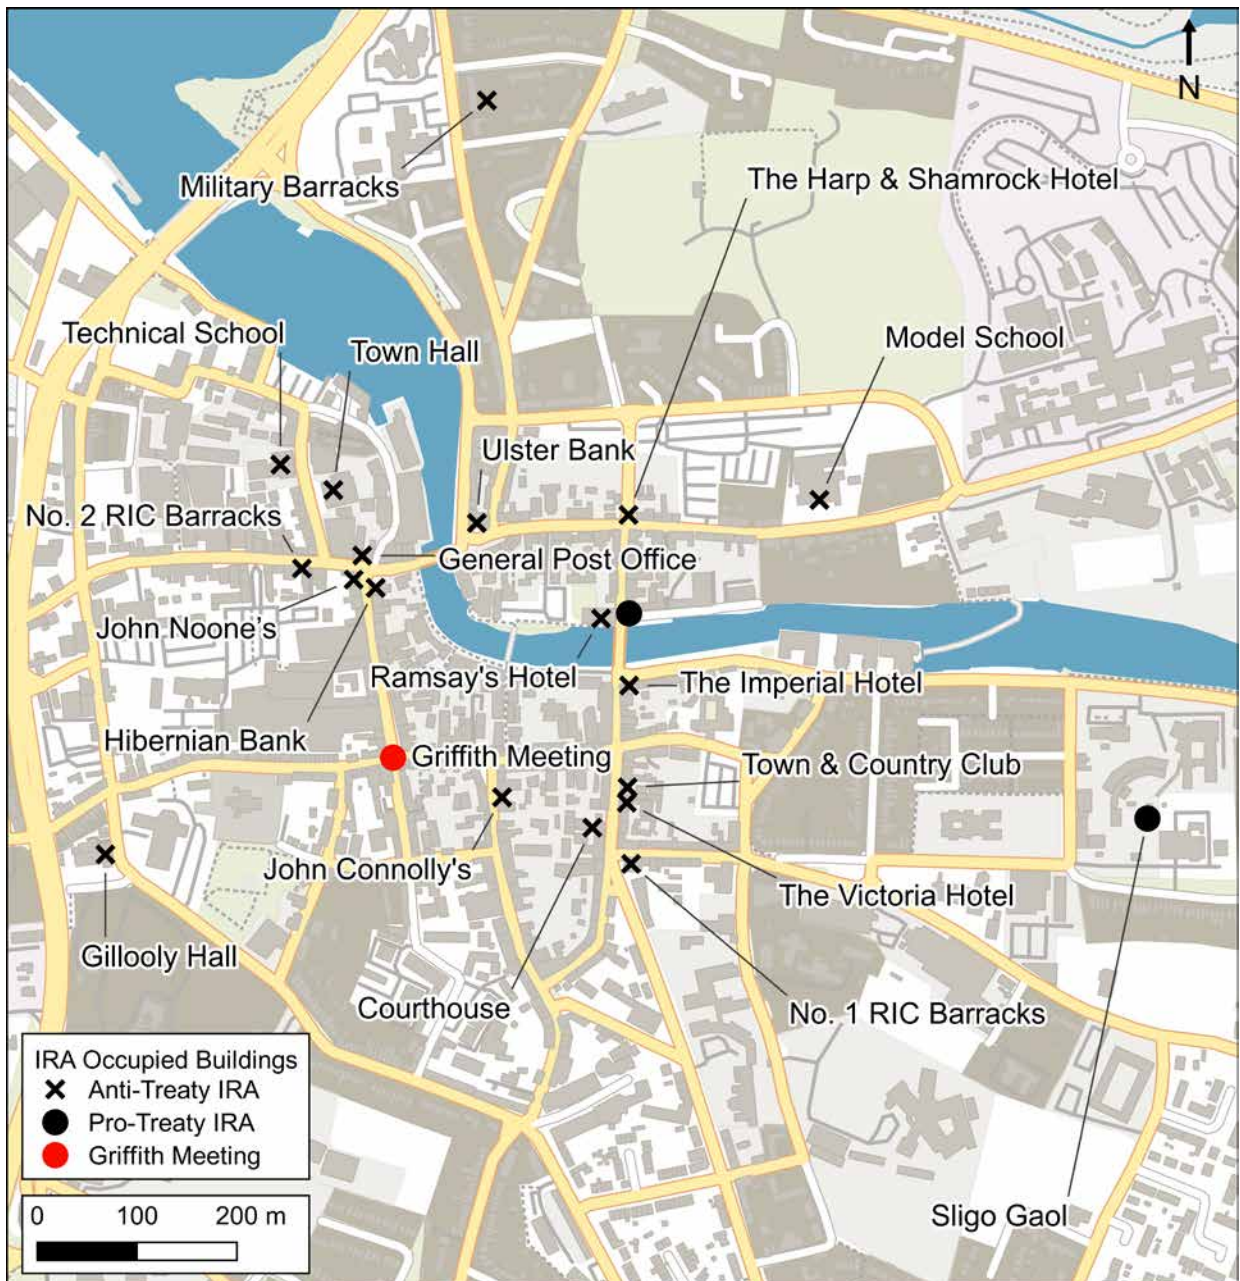 N
Military Barracks
The Harp & Shamrock Hotel
Technical School
Town Hall
Model School
Ulster Bank
No. 2 RIC Barracks
General Post Office
John Noone's
Ramsay's Hotel
The Imperial Hotel
Hibernian Bank
Griffith Meeting
Town & Country Club
John Connolly's
The Victoria Hotel
Gillooly Hall
Courthouse
No. 1 RIC Barracks
Sligo Gaol
IRA Occupied Buildings
Anti-Treaty IRA
Pro-Treaty IRA
Griffith Meeting
0 100 200 m